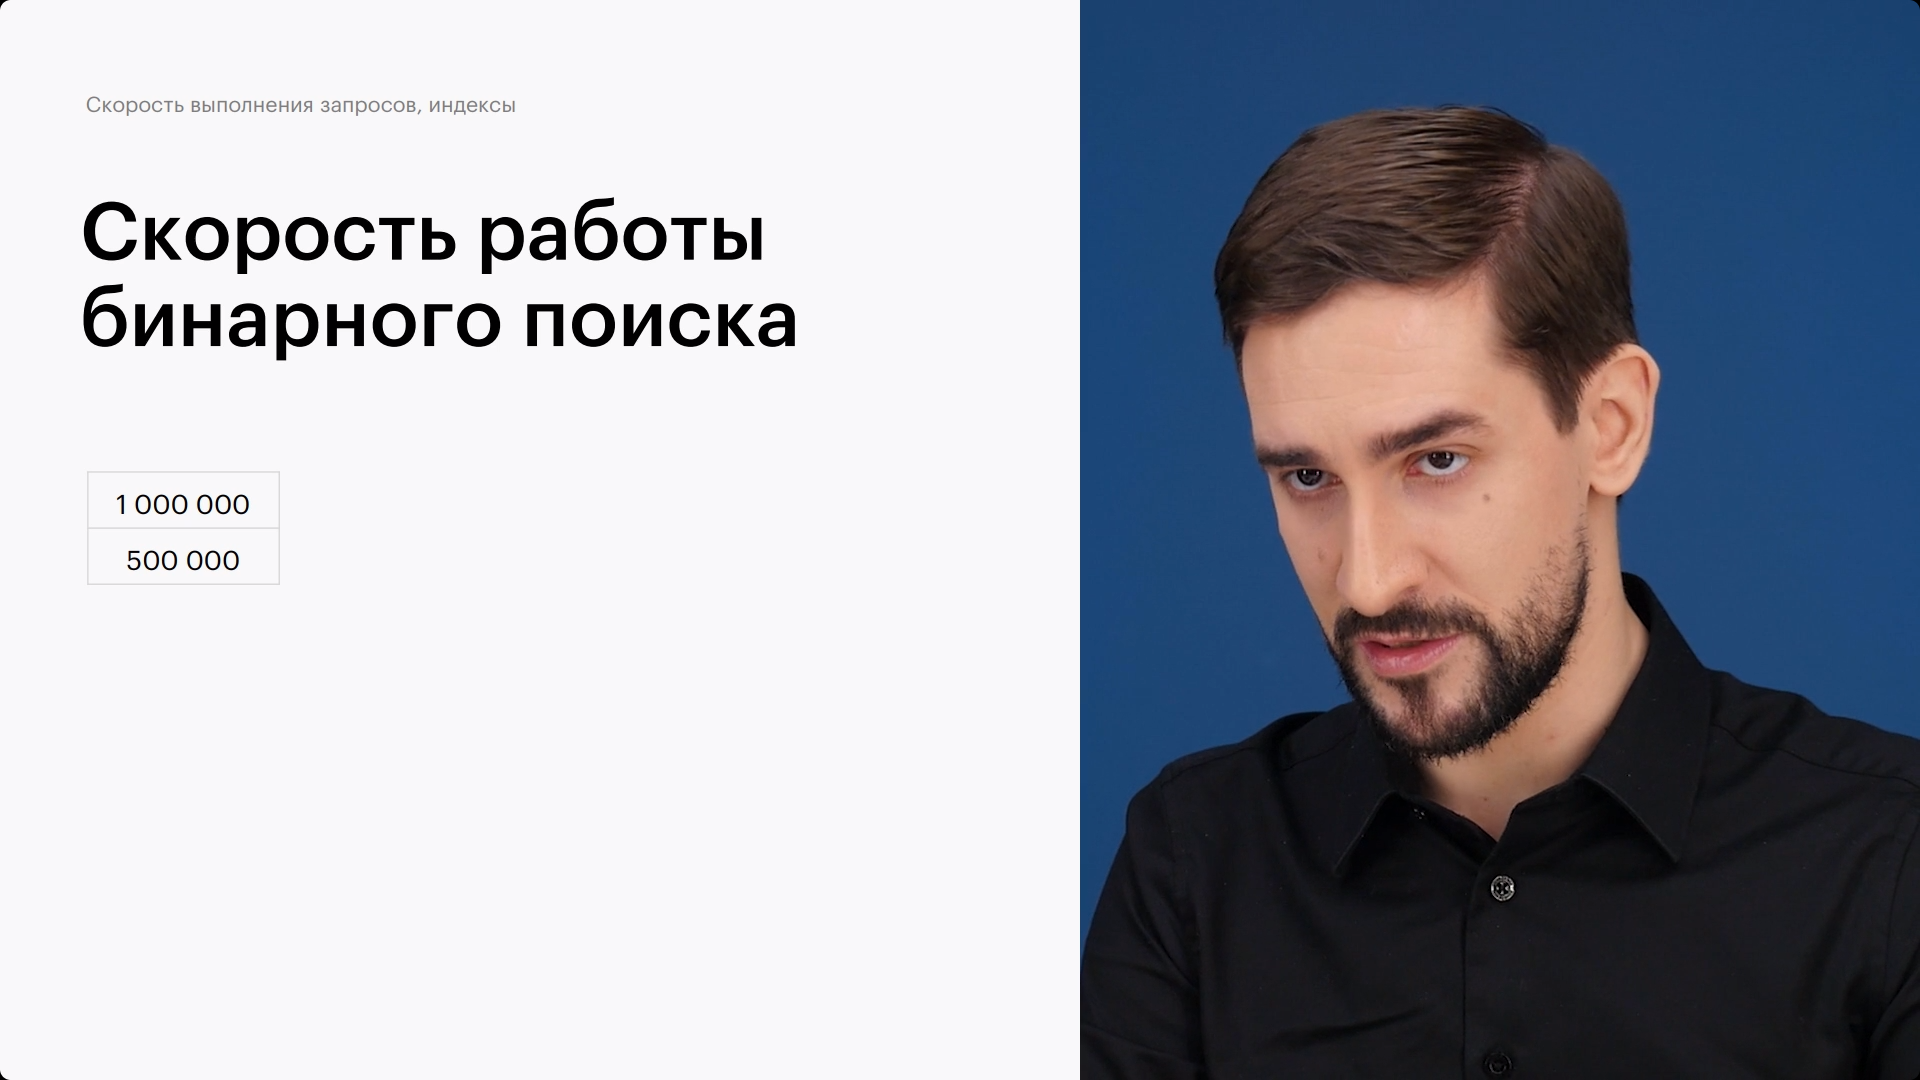 Скорость выполнения запросов, индексы
Скорость работы
бинарного поиска
1 000 000
500 000